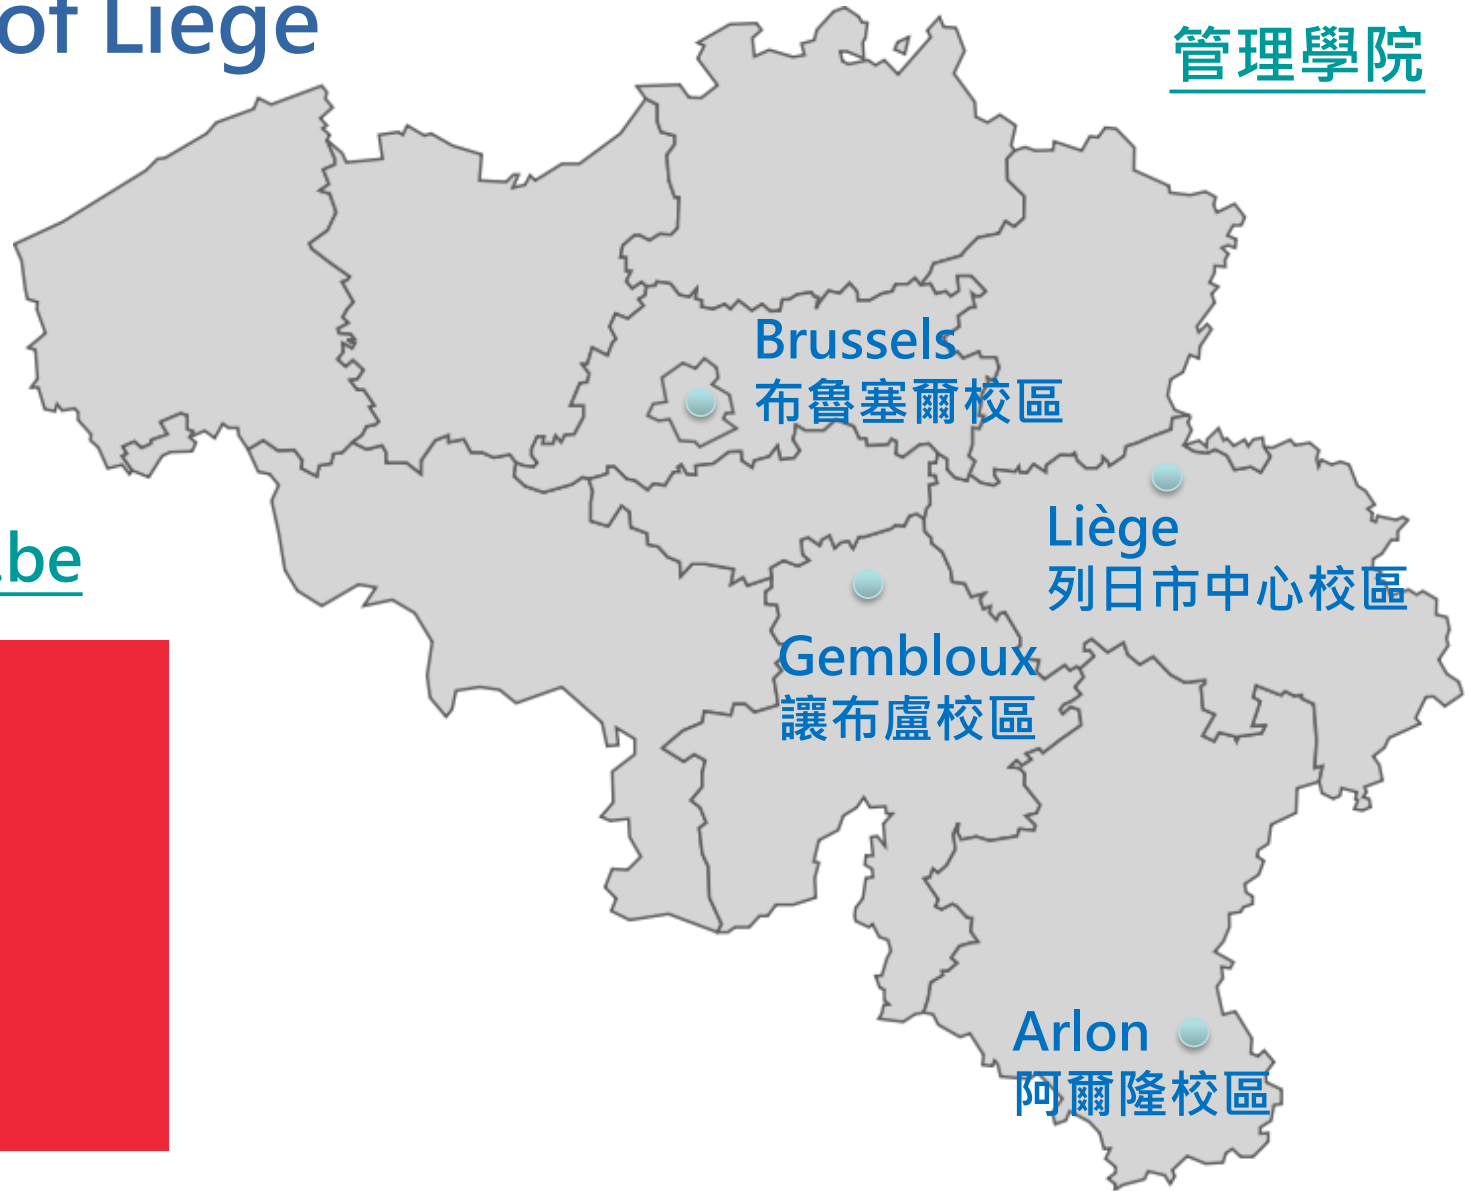 of Liege
管理學院
Brussels
布魯塞爾校區
.be
Liège
列日市中心校區
Gembloux
讓布盧校區
Arlon
阿爾隆校區